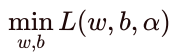 min L(w, b, α)
w,b